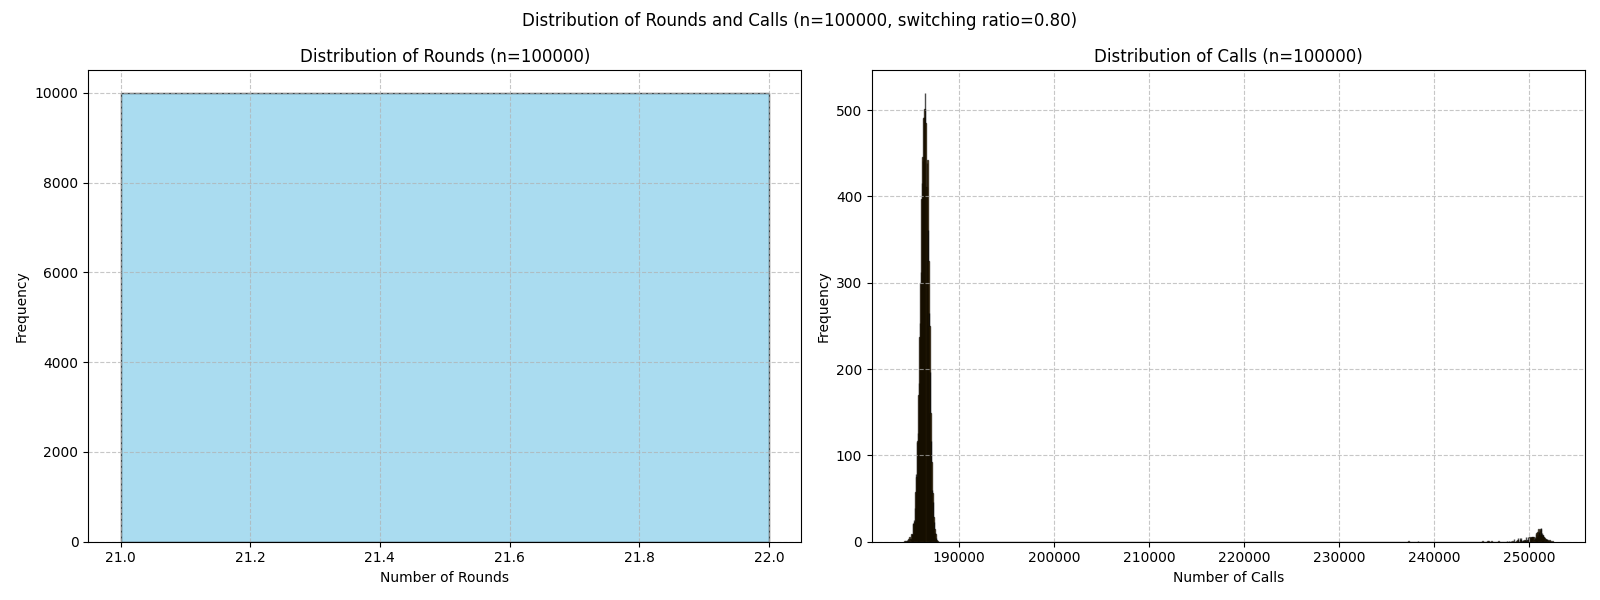 Distribution of Rounds and Calls (n=100000, switching ratio=0.80)
Distribution of Rounds (n=100000)
Frequency
10000
8000
6000
4000
2000
0
21.0 21.2 21.4 21.6 21.8 22.0
Number of Rounds
Distribution of Calls (n=100000)
Frequency
500
400
300
200
100
0
190000 200000 210000 220000 230000 240000 250000
Number of Calls